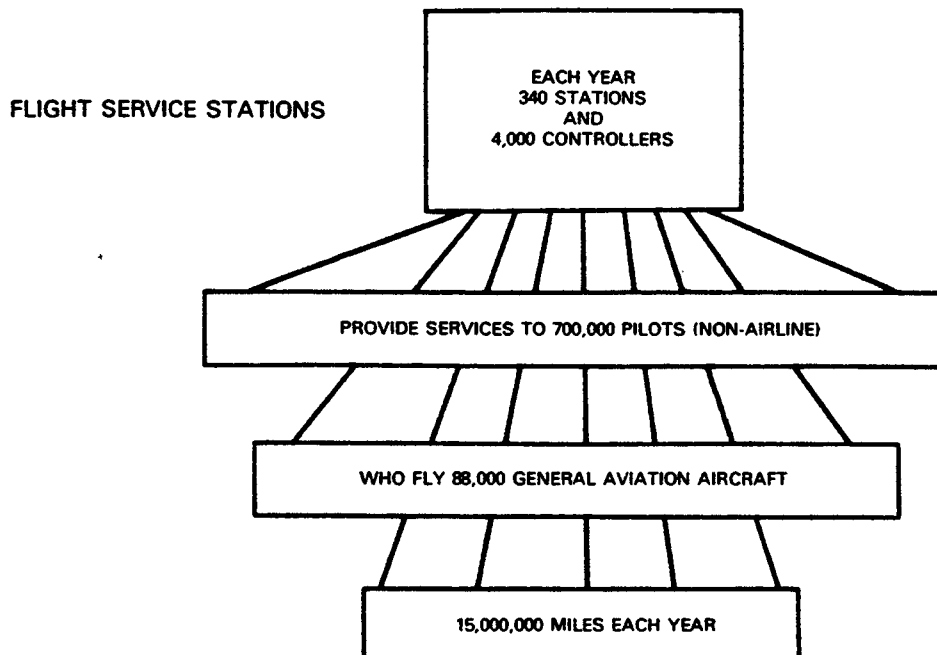 FLIGHT SERVICE STATIONS
EACH YEAR
340 STATIONS
AND
4,000 CONTROLLERS
PROVIDE SERVICES TO 700,000 PILOTS (NON-AIRLINE)
WHO FLY 88,000 GENERAL AVIATION AIRCRAFT
15,000,000 MILES EACH YEAR